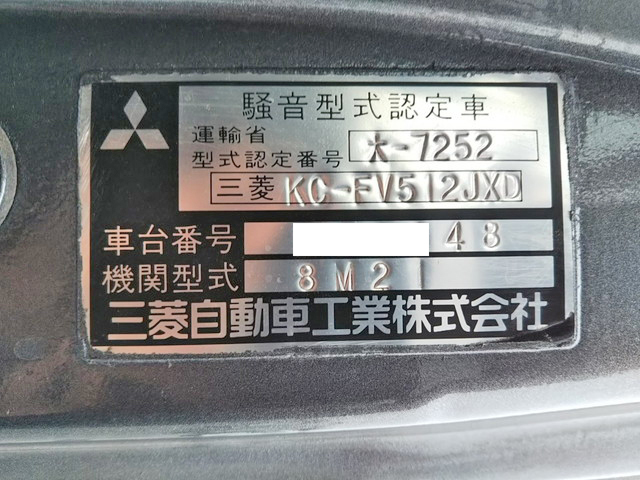 騒音型式認定車
運輸省
型式認定番号 大-7252
三菱 KC-FV512JXD
車台番号 48
機関型式 8M21
三菱自動車工業株式会社